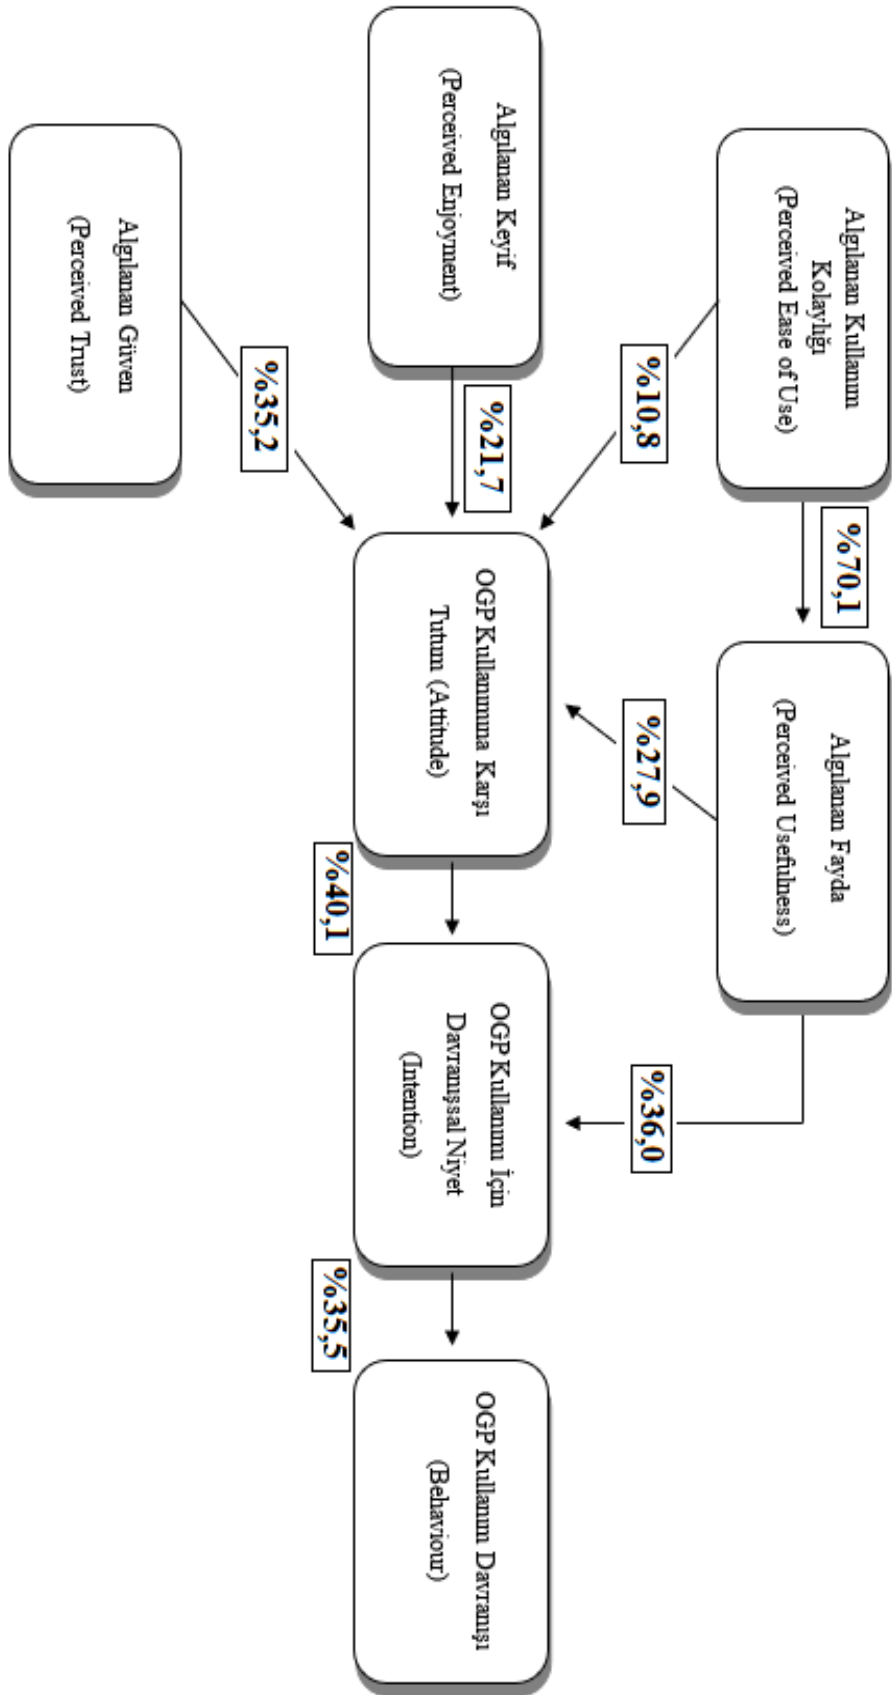 Algılanan Kullanım
Kolaylığı
(Perceived Ease of Use)
%70,1
Algılanan Fayda
(Perceived Usefulness)
%10,8
%27,9
%36,0
Algılanan Keyif
(Perceived Enjoyment)
%21,7
OGP Kullanımına Karşı
Tutum (Attitude)
%40,1
OGP Kullanımı İçin
Davranışsal Niyet
(Intention)
%35,5
OGP Kullanım Davranışı
(Behaviour)
%35,2
Algılanan Güven
(Perceived Trust)